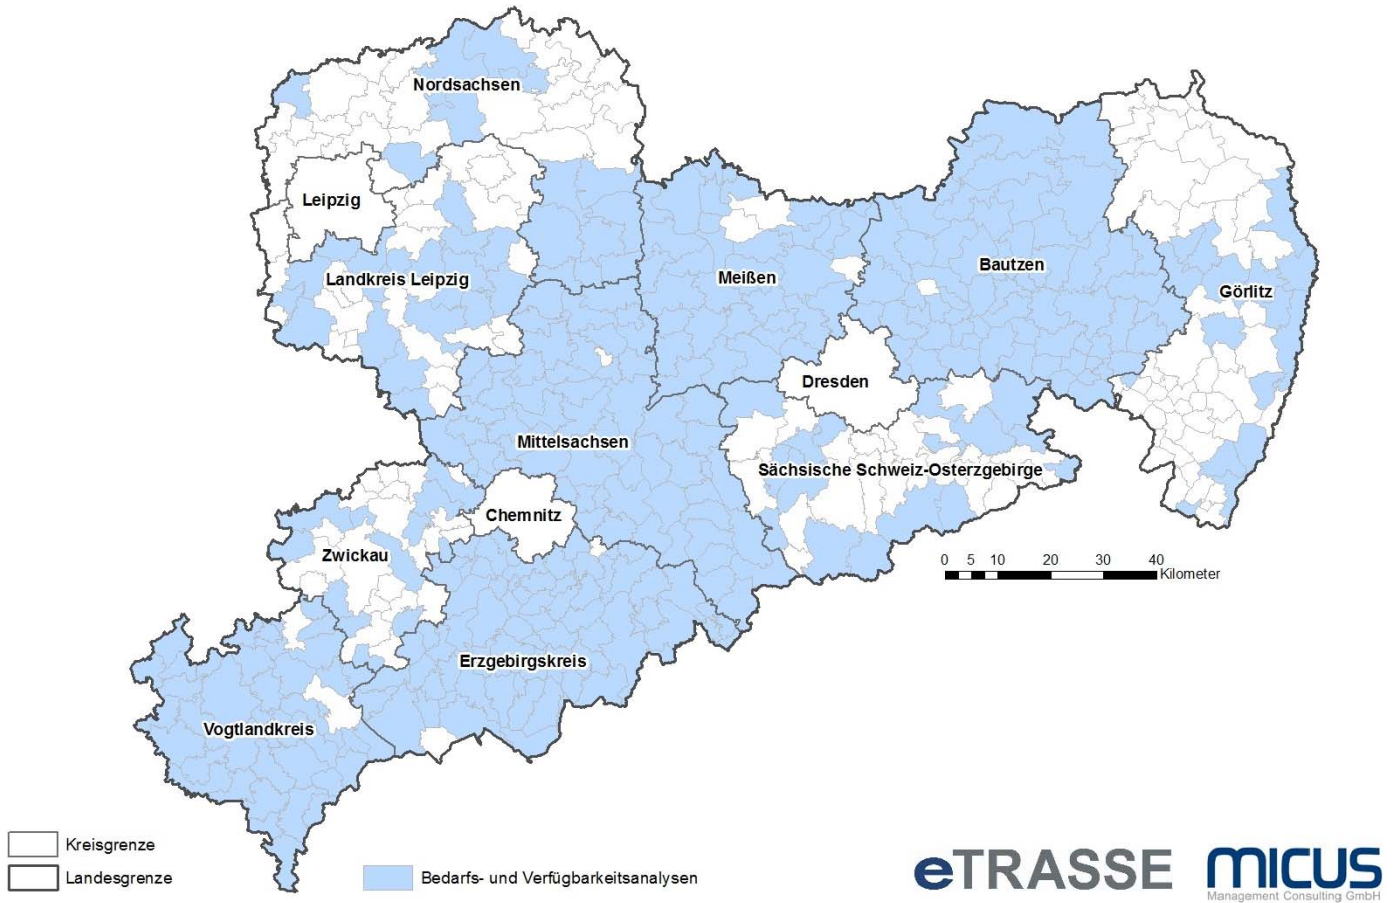 Nordsachsen
Leipzig
Landkreis Leipzig
Meißen
Bautzen
Görlitz
Dresden
Mittelsachsen
Sächsische Schweiz-Osterzgebirge
Chemnitz
Zwickau
0 5 10 20 30 40
Kilometer
Erzgebirgskreis
Vogtlandkreis
Kreisgrenze
Landesgrenze
Bedarfs- und Verfügbarkeitsanalysen
eTRASSE
MICUS
Management Consulting GmbH